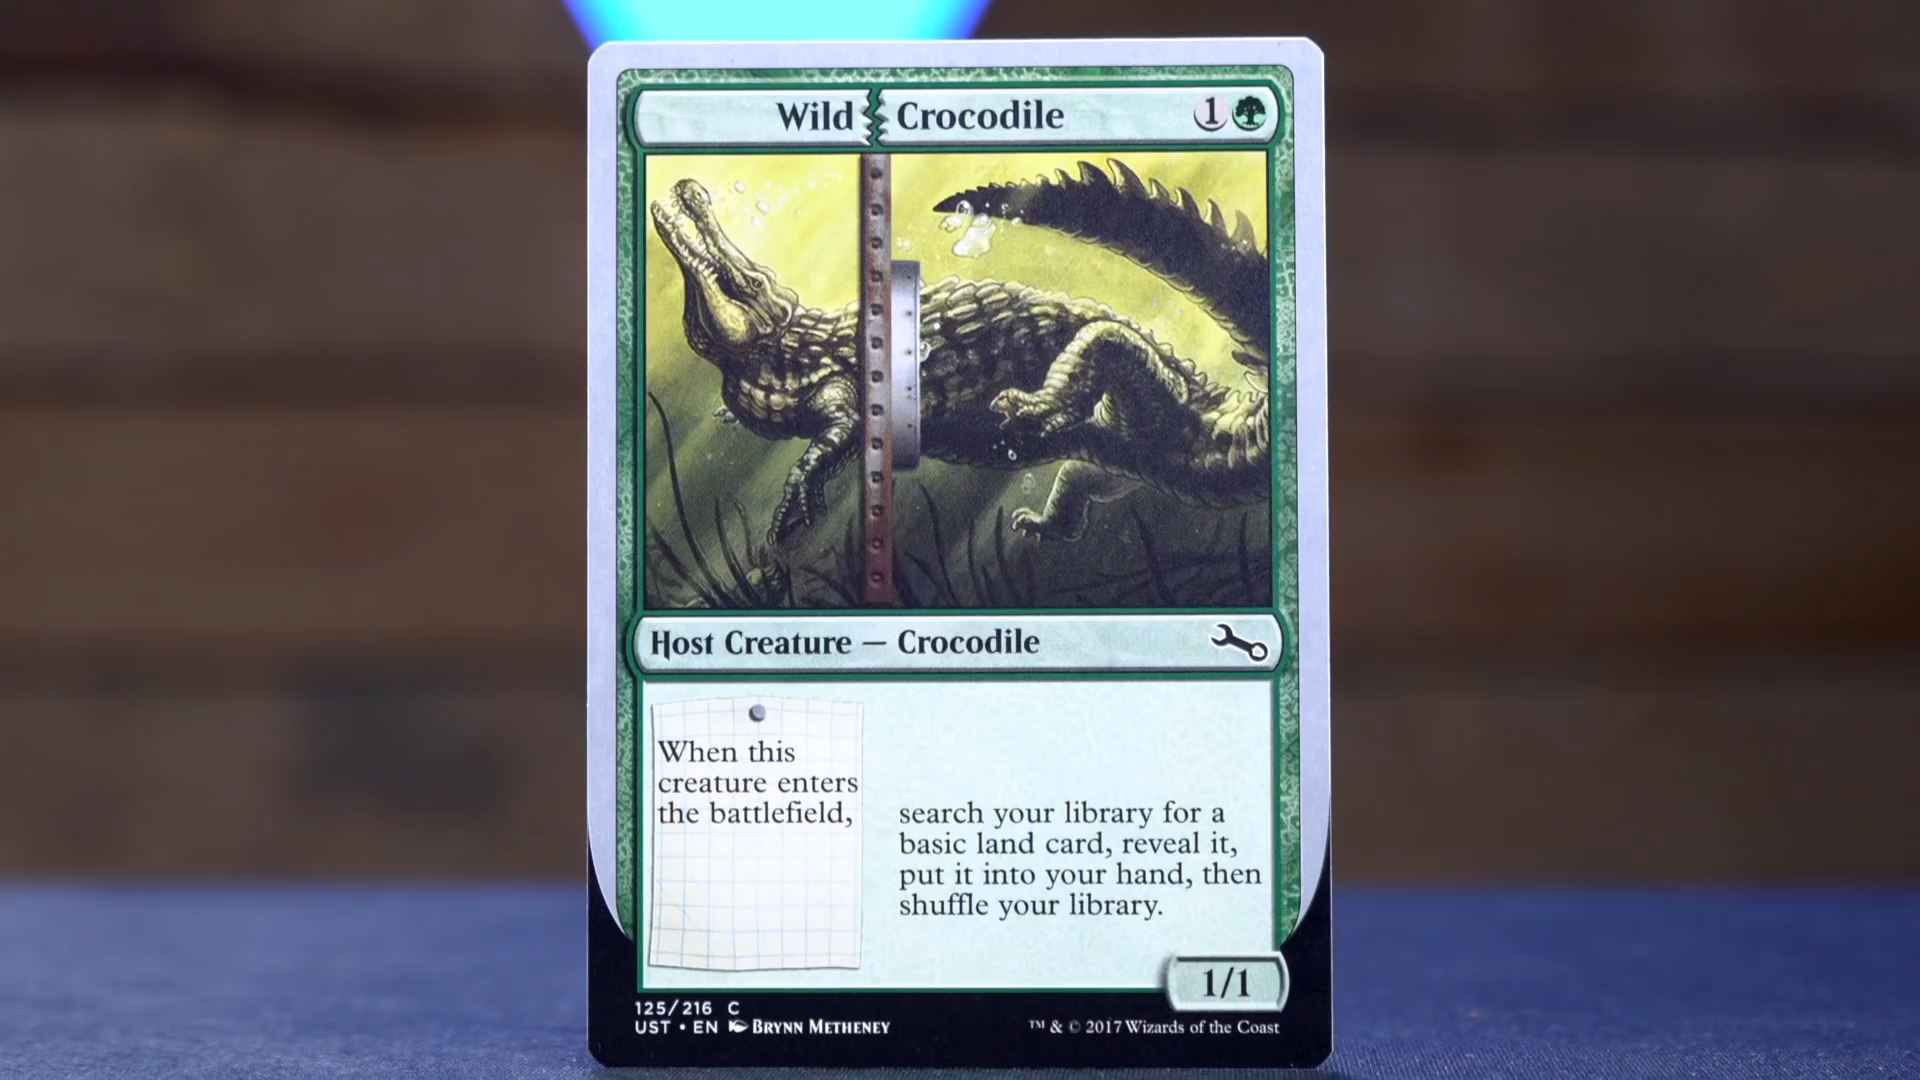 Wild Crocodile 1
Host Creature — Crocodile
When this
creature enters
the battlefield,
search your library for a
basic land card, reveal it,
put it into your hand, then
shuffle your library.
1/1
125/216 C
UST • EN Brynn Metheney
™ & © 2017 Wizards of the Coast